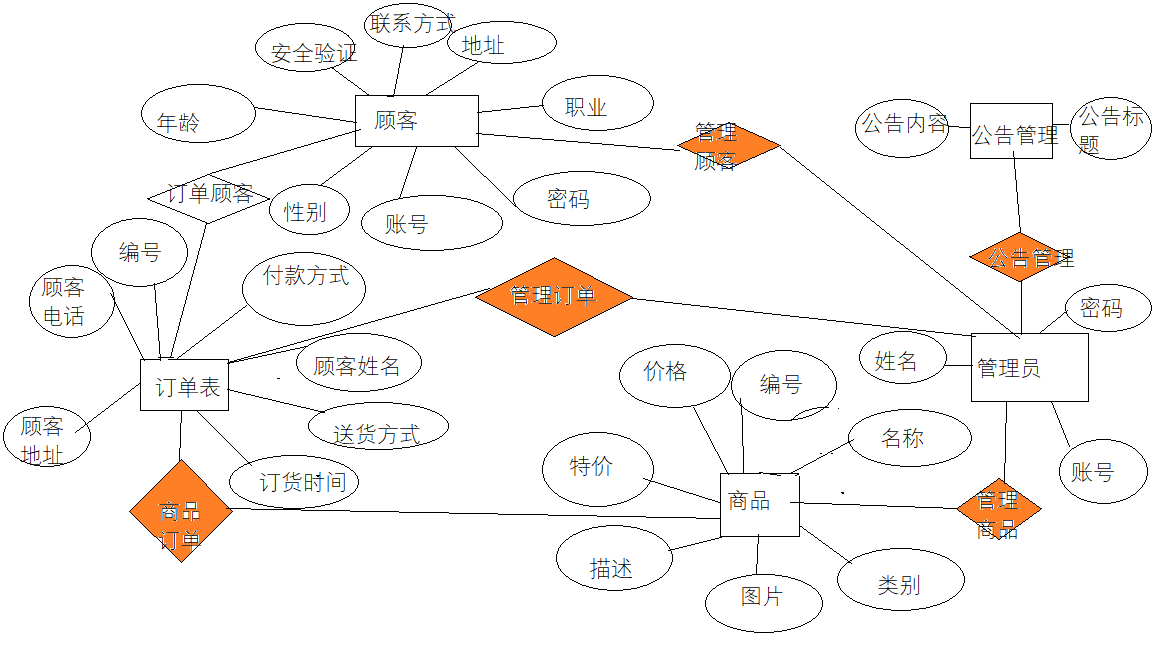 联系方式
安全验证
地址
年龄
顾客
职业
公告内容
公告管理
公告标
题
管理
顾客
订单顾客
性别
账号
密码
编号
顾客
电话
付款方式
管理订单
公告管理
密码
姓名
管理员
顾客姓名
订单表
价格
编号
顾客
地址
送货方式
名称
账号
订货时间
特价
商品
管理
商品
商品
订单
描述
图片
类别